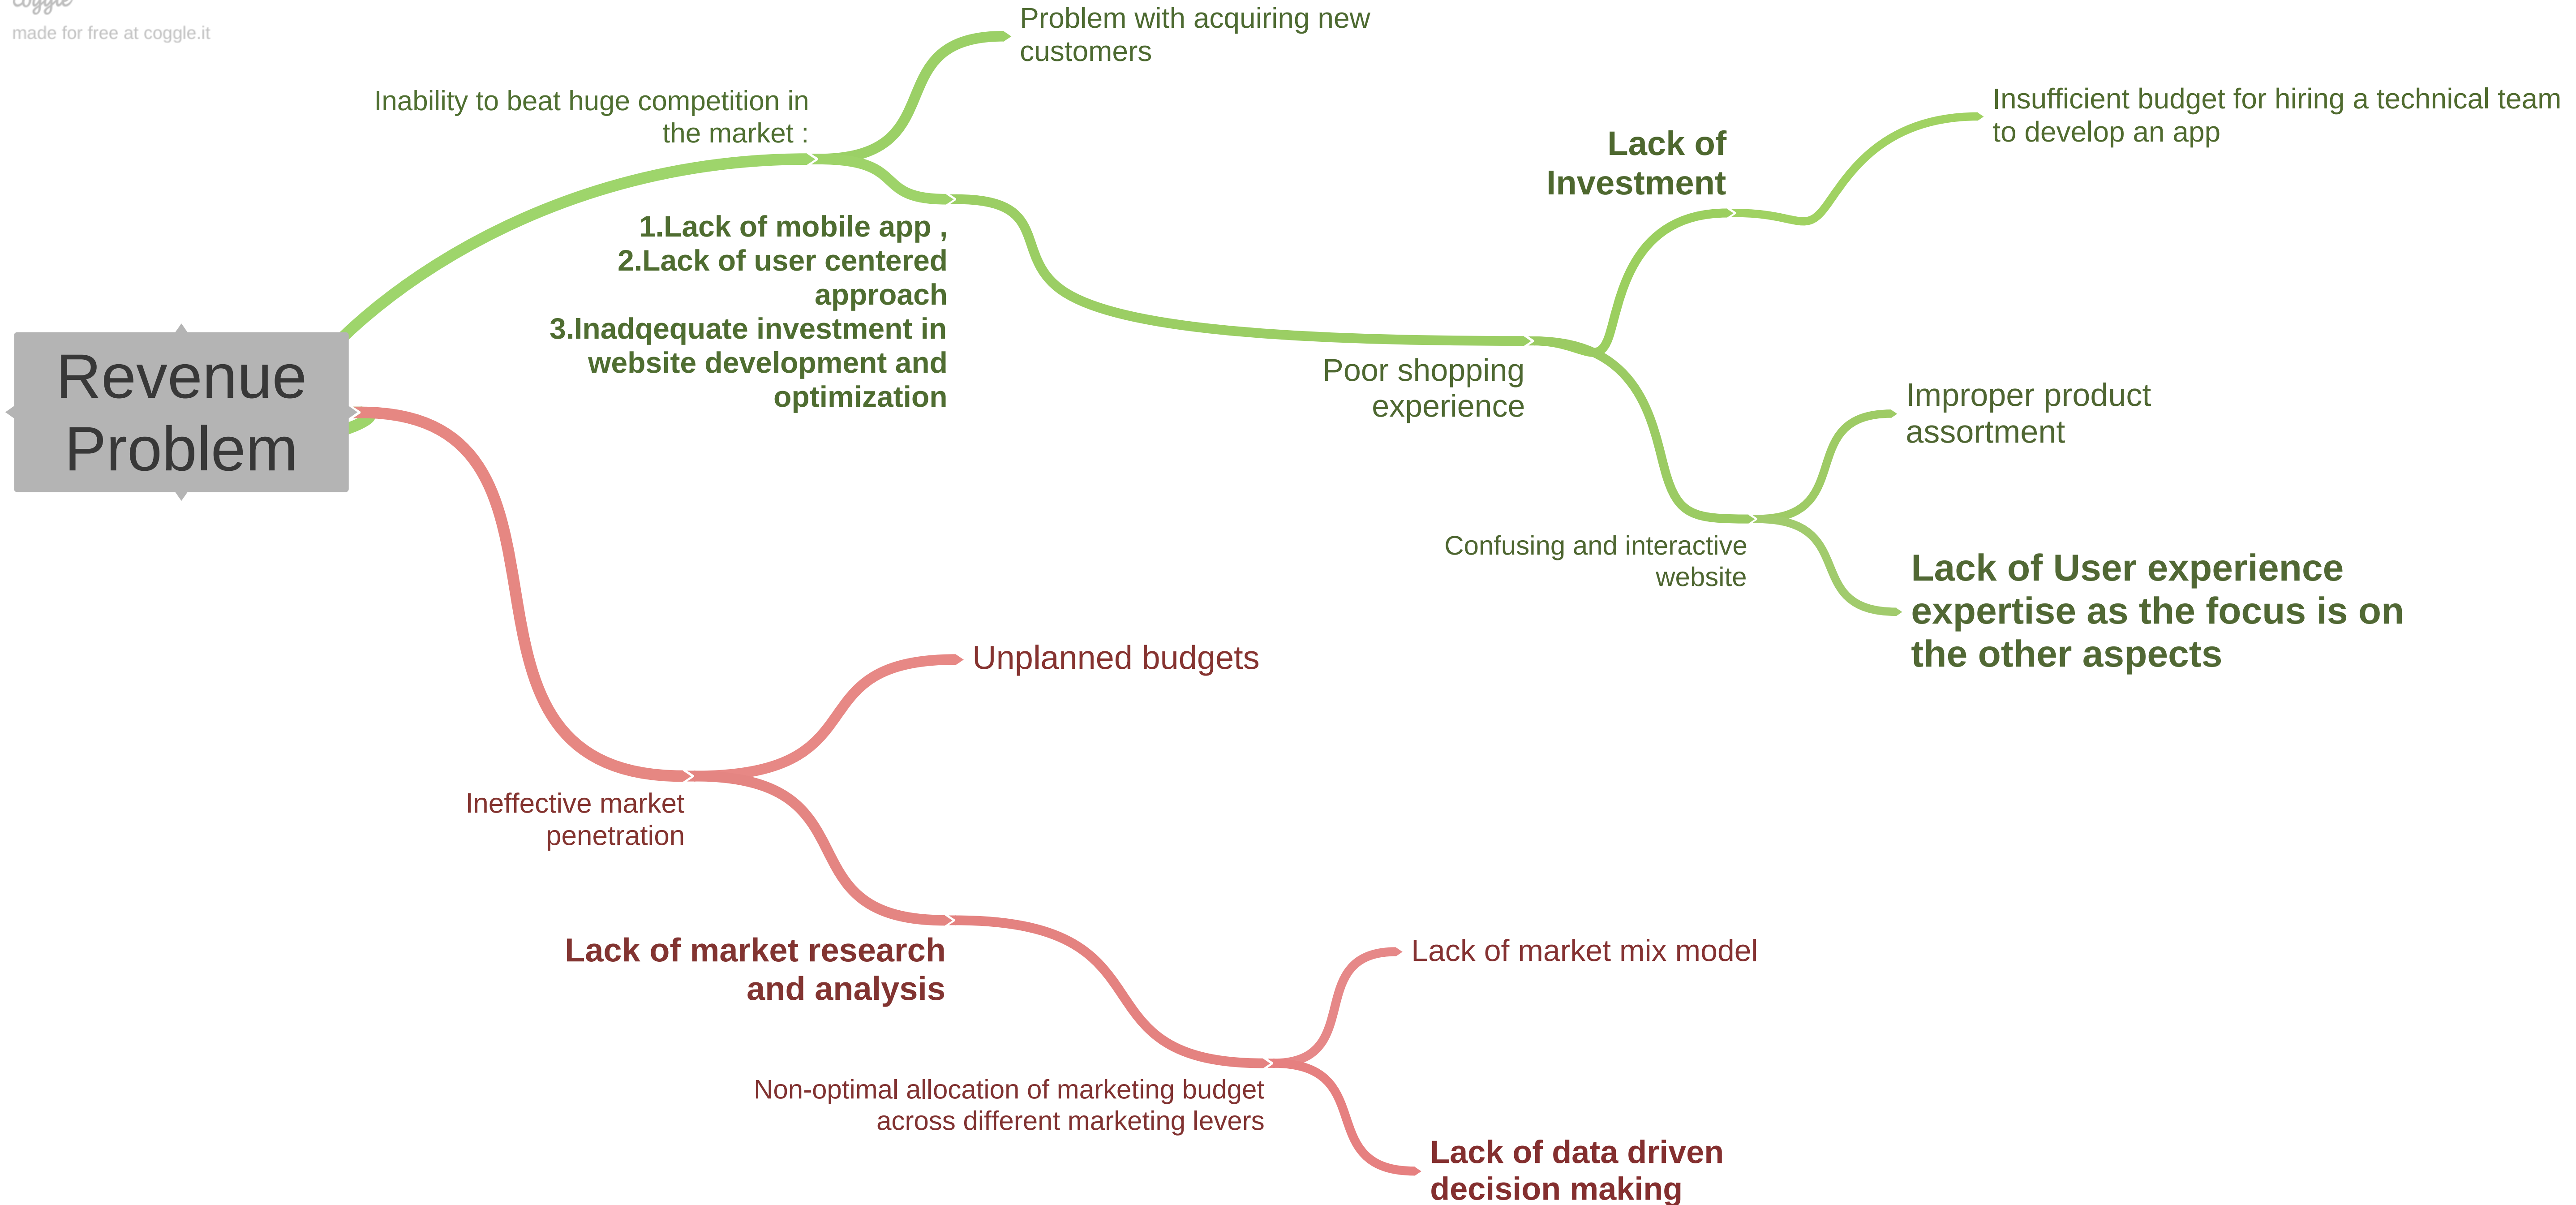 coggle
made for free at coggle.it
Problem with acquiring new
customers
Inability to beat huge competition in
the market :
Insufficient budget for hiring a technical team
to develop an app
Lack of
Investment
1.Lack of mobile app ,
2.Lack of user centered
approach
3.Inadqequate investment in
website development and
optimization
Revenue
Problem
Poor shopping
experience
Improper product
assortment
Confusing and interactive
website
Lack of User experience
expertise as the focus is on
the other aspects
Unplanned budgets
Ineffective market
penetration
Lack of market research
and analysis
Lack of market mix model
Non-optimal allocation of marketing budget
across different marketing levers
Lack of data driven
decision making